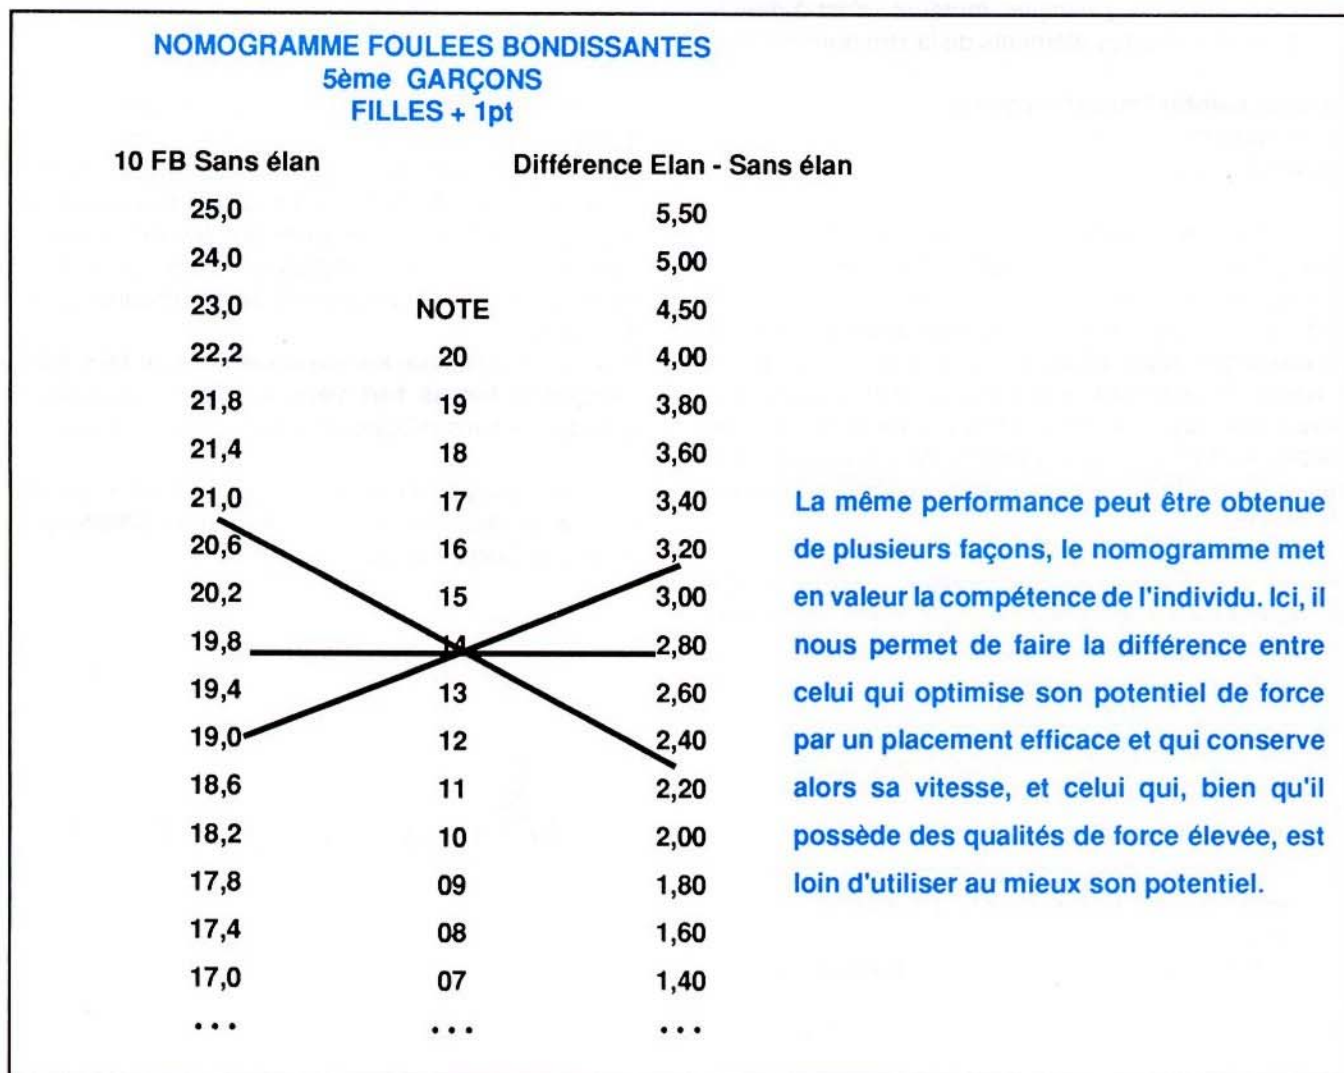 NOMOGRAMME FOULEES BONDISSANTES
5ème GARÇONS
FILLES + 1pt
10 FB Sans élan Différence Elan - Sans élan
25,0 5,50
24,0 5,00
23,0 NOTE 4,50
22,2 20 4,00
21,8 19 3,80
21,4 18 3,60
21,0 17 3,40
20,6 16 3,20
20,2 15 3,00
19,8 14 2,80
19,4 13 2,60
19,0 12 2,40
18,6 11 2,20
18,2 10 2,00
17,8 09 1,80
17,4 08 1,60
17,0 07 1,40
... ... ...
La même performance peut être obtenue
de plusieurs façons, le nomogramme met
en valeur la compétence de l'individu. Ici, il
nous permet de faire la différence entre
celui qui optimise son potentiel de force
par un placement efficace et qui conserve
alors sa vitesse, et celui qui, bien qu'il
possède des qualités de force élevée, est
loin d'utiliser au mieux son potentiel.